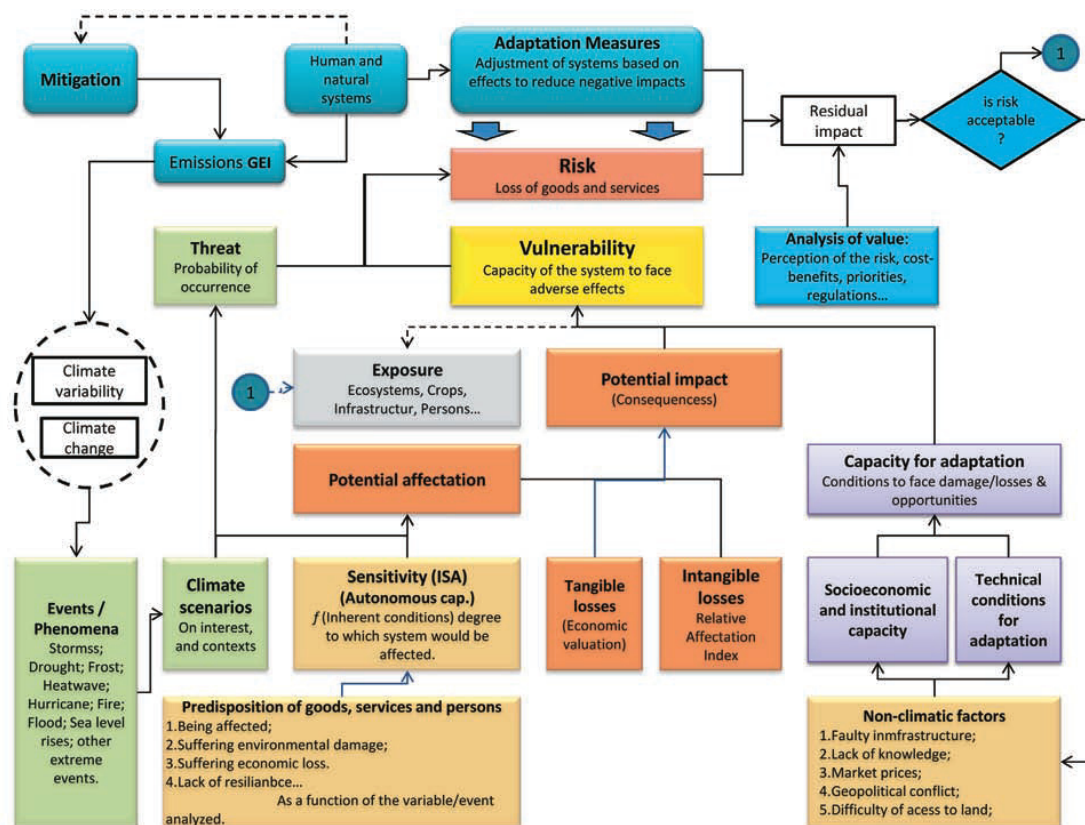 Mitigation
Human and
natural
systems
Adaptation Measures
Adjustment of systems based on
effects to reduce negative impacts
1
Residual
impact
is risk
acceptable
?
Emissions GEI
Risk
Loss of goods and services
Threat
Probability of
occurrence
Vulnerability
Capacity of the system to face
adverse effects
Analysis of value:
Perception of the risk, cost-
benefits, priorities,
regulations...
Climate
variability
Climate
change
1
Exposure
Ecosystems, Crops,
Infrastructur, Persons...
Potential impact
(Consequencess)
Potential affectation
Capacity for adaptation
Conditions to face damage/losses &
opportunities
Events /
Phenomena
Stormss;
Drought; Frost;
Heatwave;
Hurricane; Fire;
Flood; Sea level
rises; other
extreme
events.
Climate
scenarios
On interest,
and contexts
Sensitivity (ISA)
(Autonomous cap.)
f (Inherent conditions) degree
to which system would be
affected.
Tangible
losses
(Economic
valuation)
Intangible
losses
Relative
Affectation
Index
Socioeconomic
and institutional
capacity
Technical
conditions
for
adaptation
Predisposition of goods, services and persons
1.Being affected;
2.Suffering environmental damage;
3.Suffering economic loss.
4.Lack of resilianbce...
As a function of the variable/event
analyzed.
Non-climatic factors
1.Faulty inmfrastructure;
2.Lack of knowledge;
3.Market prices;
4.Geopolitical conflict;
5.Difficulty of acess to land;